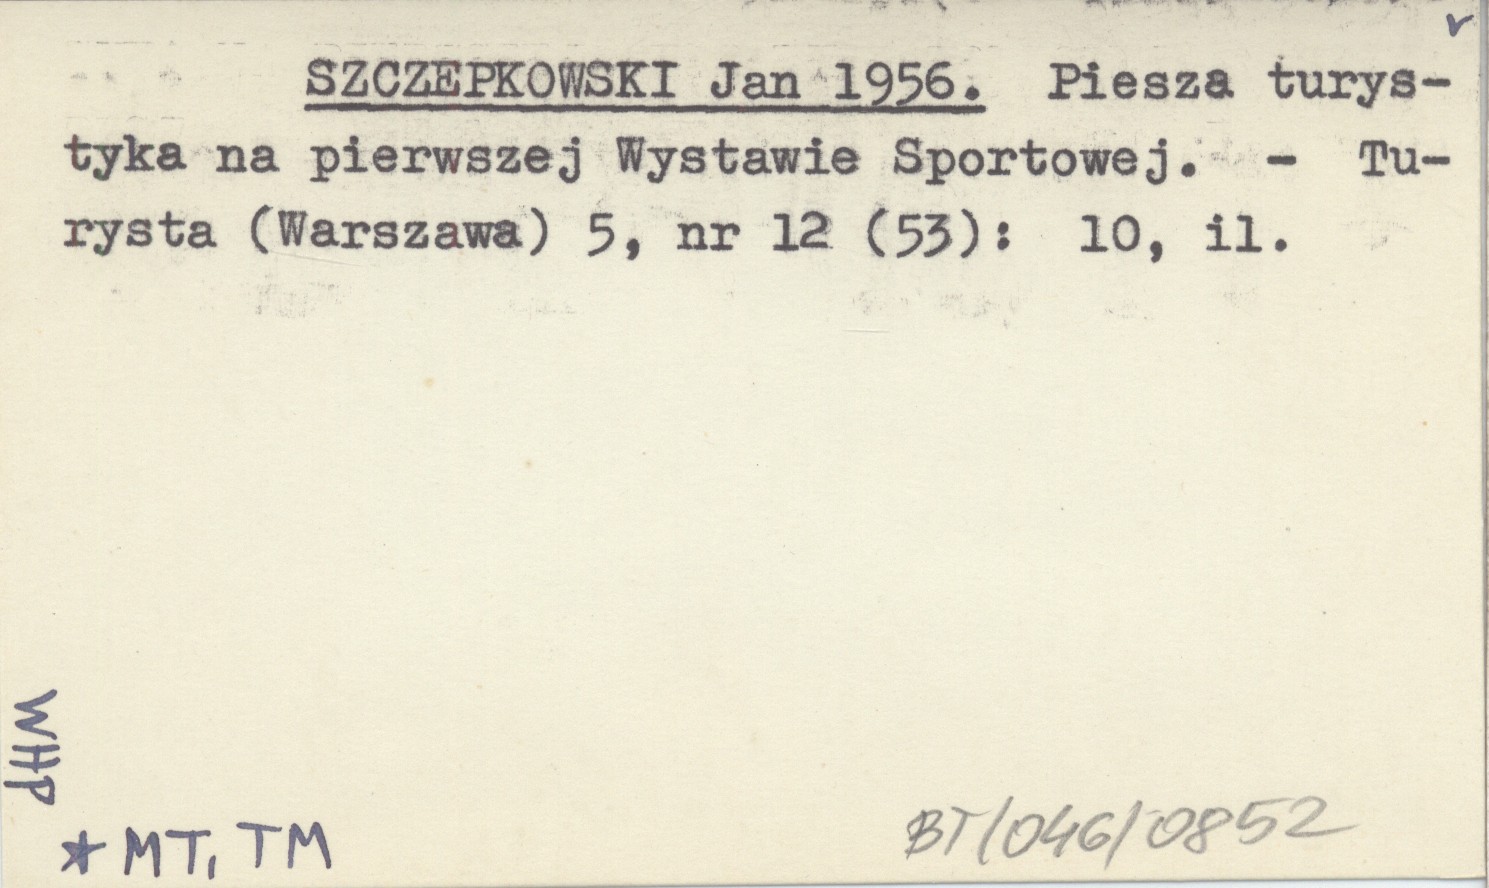 v
SZCZEPKOWSKI Jan 1956. Piesza turys-
tyka na pierwszej Wystawie Sportowej. - Tu-
rysta (Warszawa) 5, nr 12 (53): 10, il.
WHP
* MT, TM
BT/046/0852